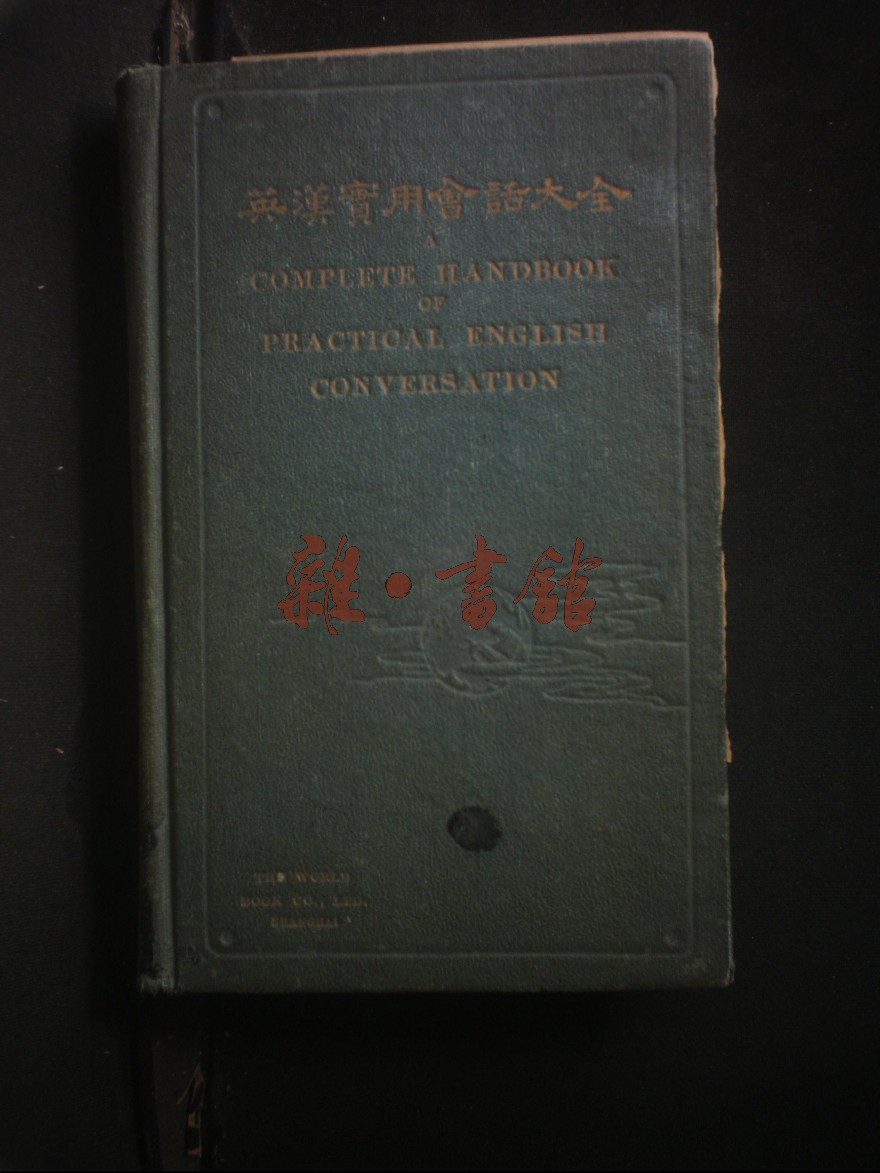 英漢實用會話大全
A
COMPLETE HANDBOOK
OF
PRACTICAL ENGLISH
CONVERSATION
雜·書館
THE WORLD
BOOK CO., LTD.
SHANGHAI